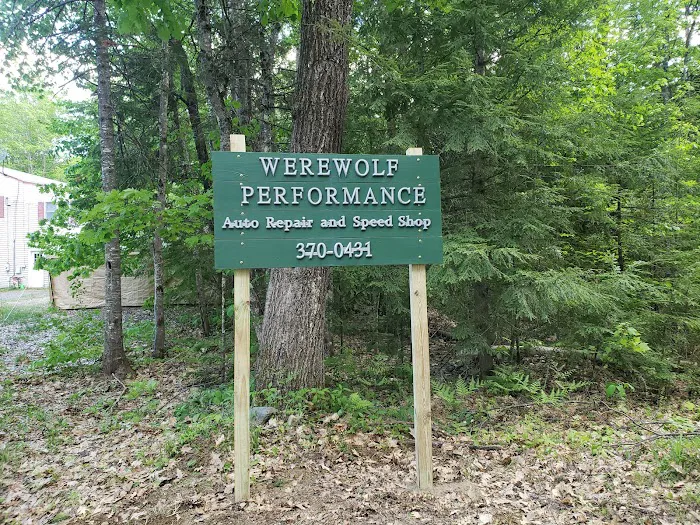 WEREWOLF
PERFORMANCE
Auto Repair and Speed Shop
370-0431